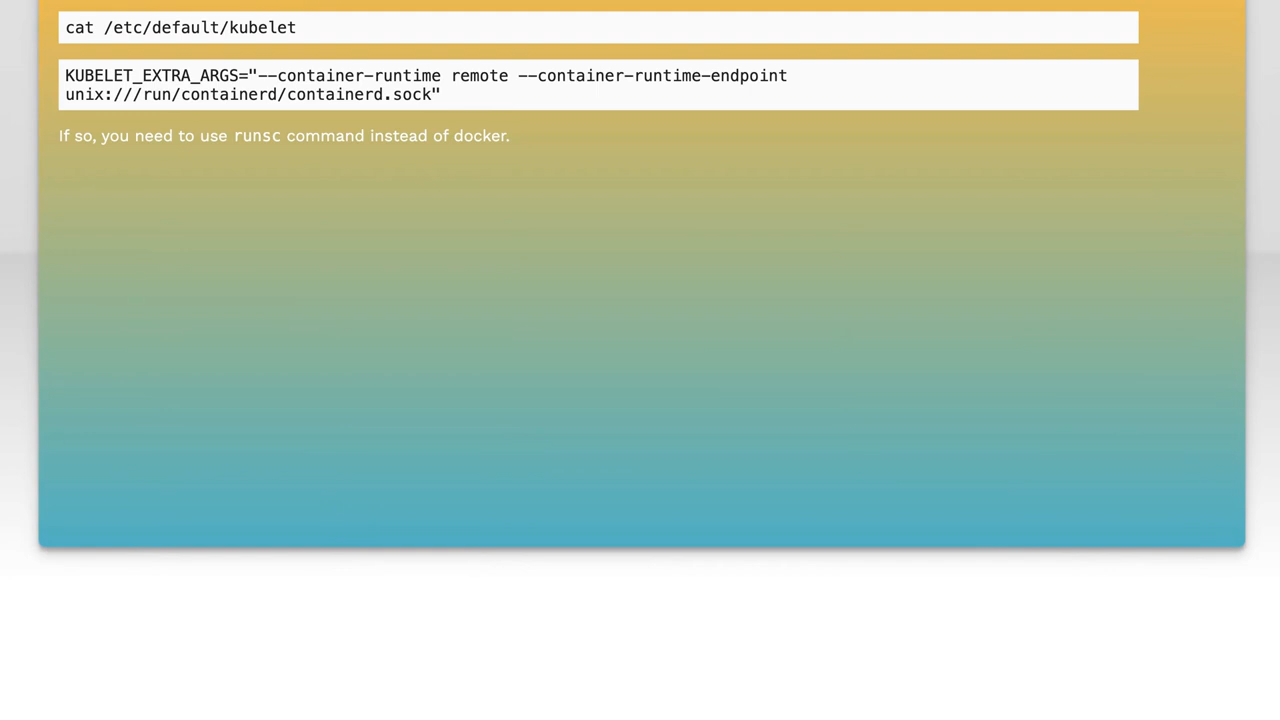 cat /etc/default/kubelet
KUBELET_EXTRA_ARGS="--container-runtime remote --container-runtime-endpoint
unix:///run/containerd/containerd.sock"
If so, you need to use runsc command instead of docker.